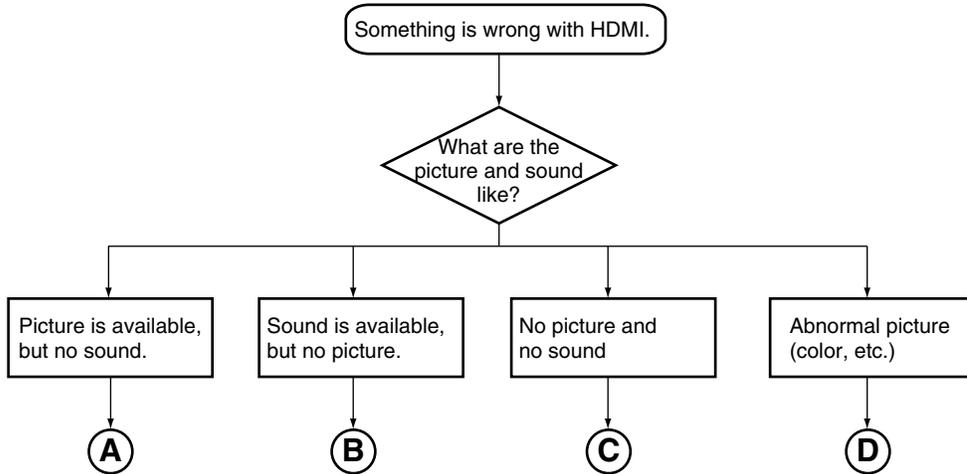 Something is wrong with HDMI.
What are the
picture and sound
like?
Picture is available,
but no sound.
Sound is available,
but no picture.
No picture and
no sound
Abnormal picture
(color, etc.)
A
B
C
D